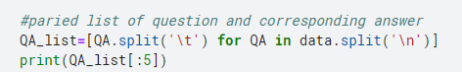 #paried list of question and corresponding answer
QA_list=[QA.split('\t') for QA in data.split('\n')]
print(QA_list[:5])